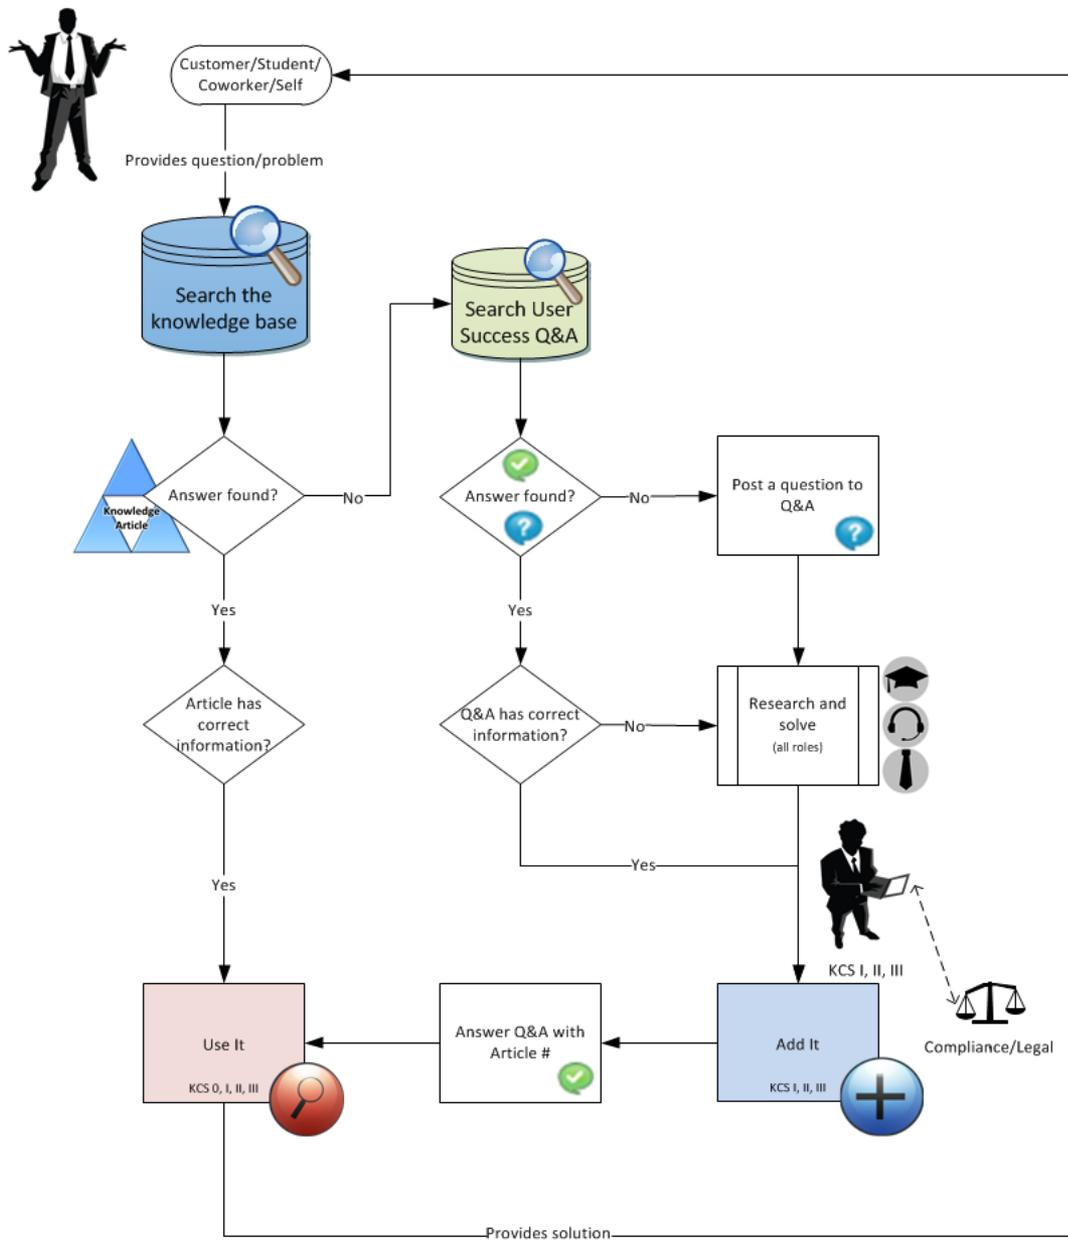 Customer/Student/
Coworker/Self
Provides question/problem
Search the
knowledge base
Search User
Success Q&A
Knowledge
Article
Answer found?
No
Answer found?
No
Post a question to
Q&A
Yes
Yes
Article has
correct
information?
Q&A has correct
information?
No
Research and
solve
(all roles)
Yes
Yes
KCS I, II, III
Use It
KCS 0, I, II, III
Answer Q&A with
Article #
Add It
KCS I, II, III
Compliance/Legal
Provides solution